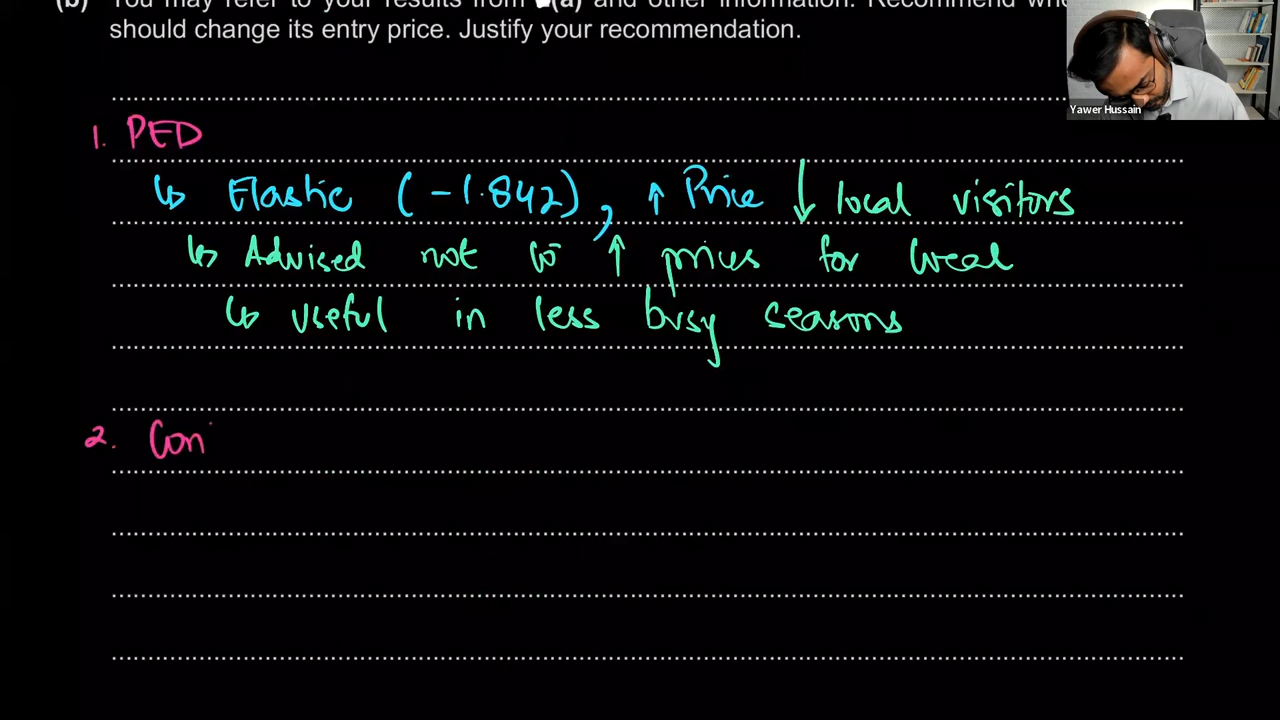 (b) You may refer to your results from (a) and other information. Recommend
should change its entry price. Justify your recommendation.
Yawer Hussain
1. PED
↳ Elastic (-1.842), ↑ Price ↓ local visitors
↳ Advised not to ↑ prices for local
↳ useful in less busy seasons
2. Con